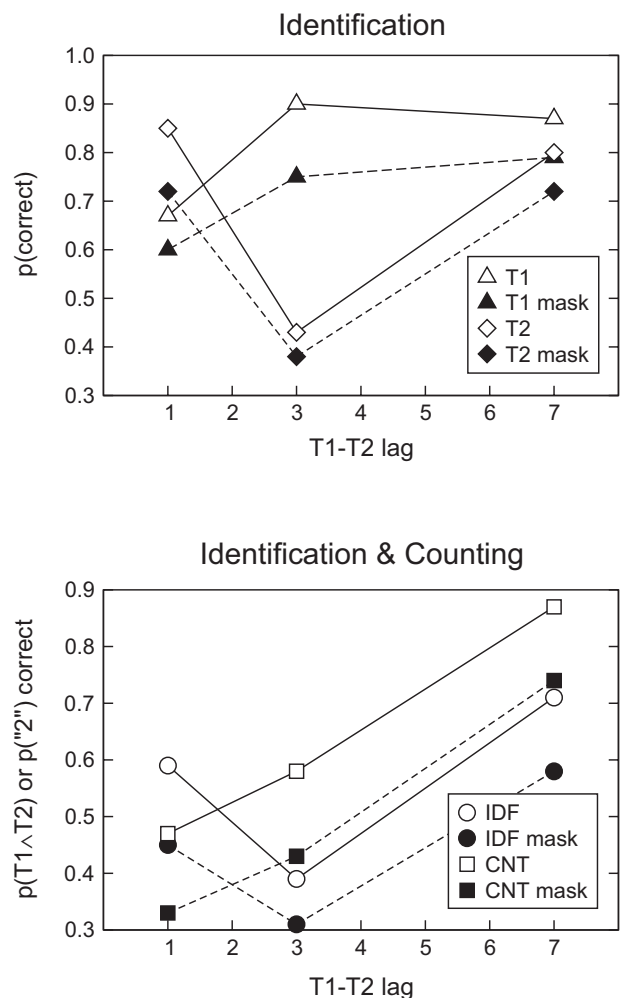 Identification
1.0
0.9
0.8
0.7
0.6
0.5
0.4
0.3
p(correct)
T1
T1 mask
T2
T2 mask
1 2 3 4 5 6 7
T1-T2 lag
Identification & Counting
0.9
0.8
0.7
0.6
0.5
0.4
0.3
p(T1∧T2) or p("2") correct
IDF
IDF mask
CNT
CNT mask
1 2 3 4 5 6 7
T1-T2 lag